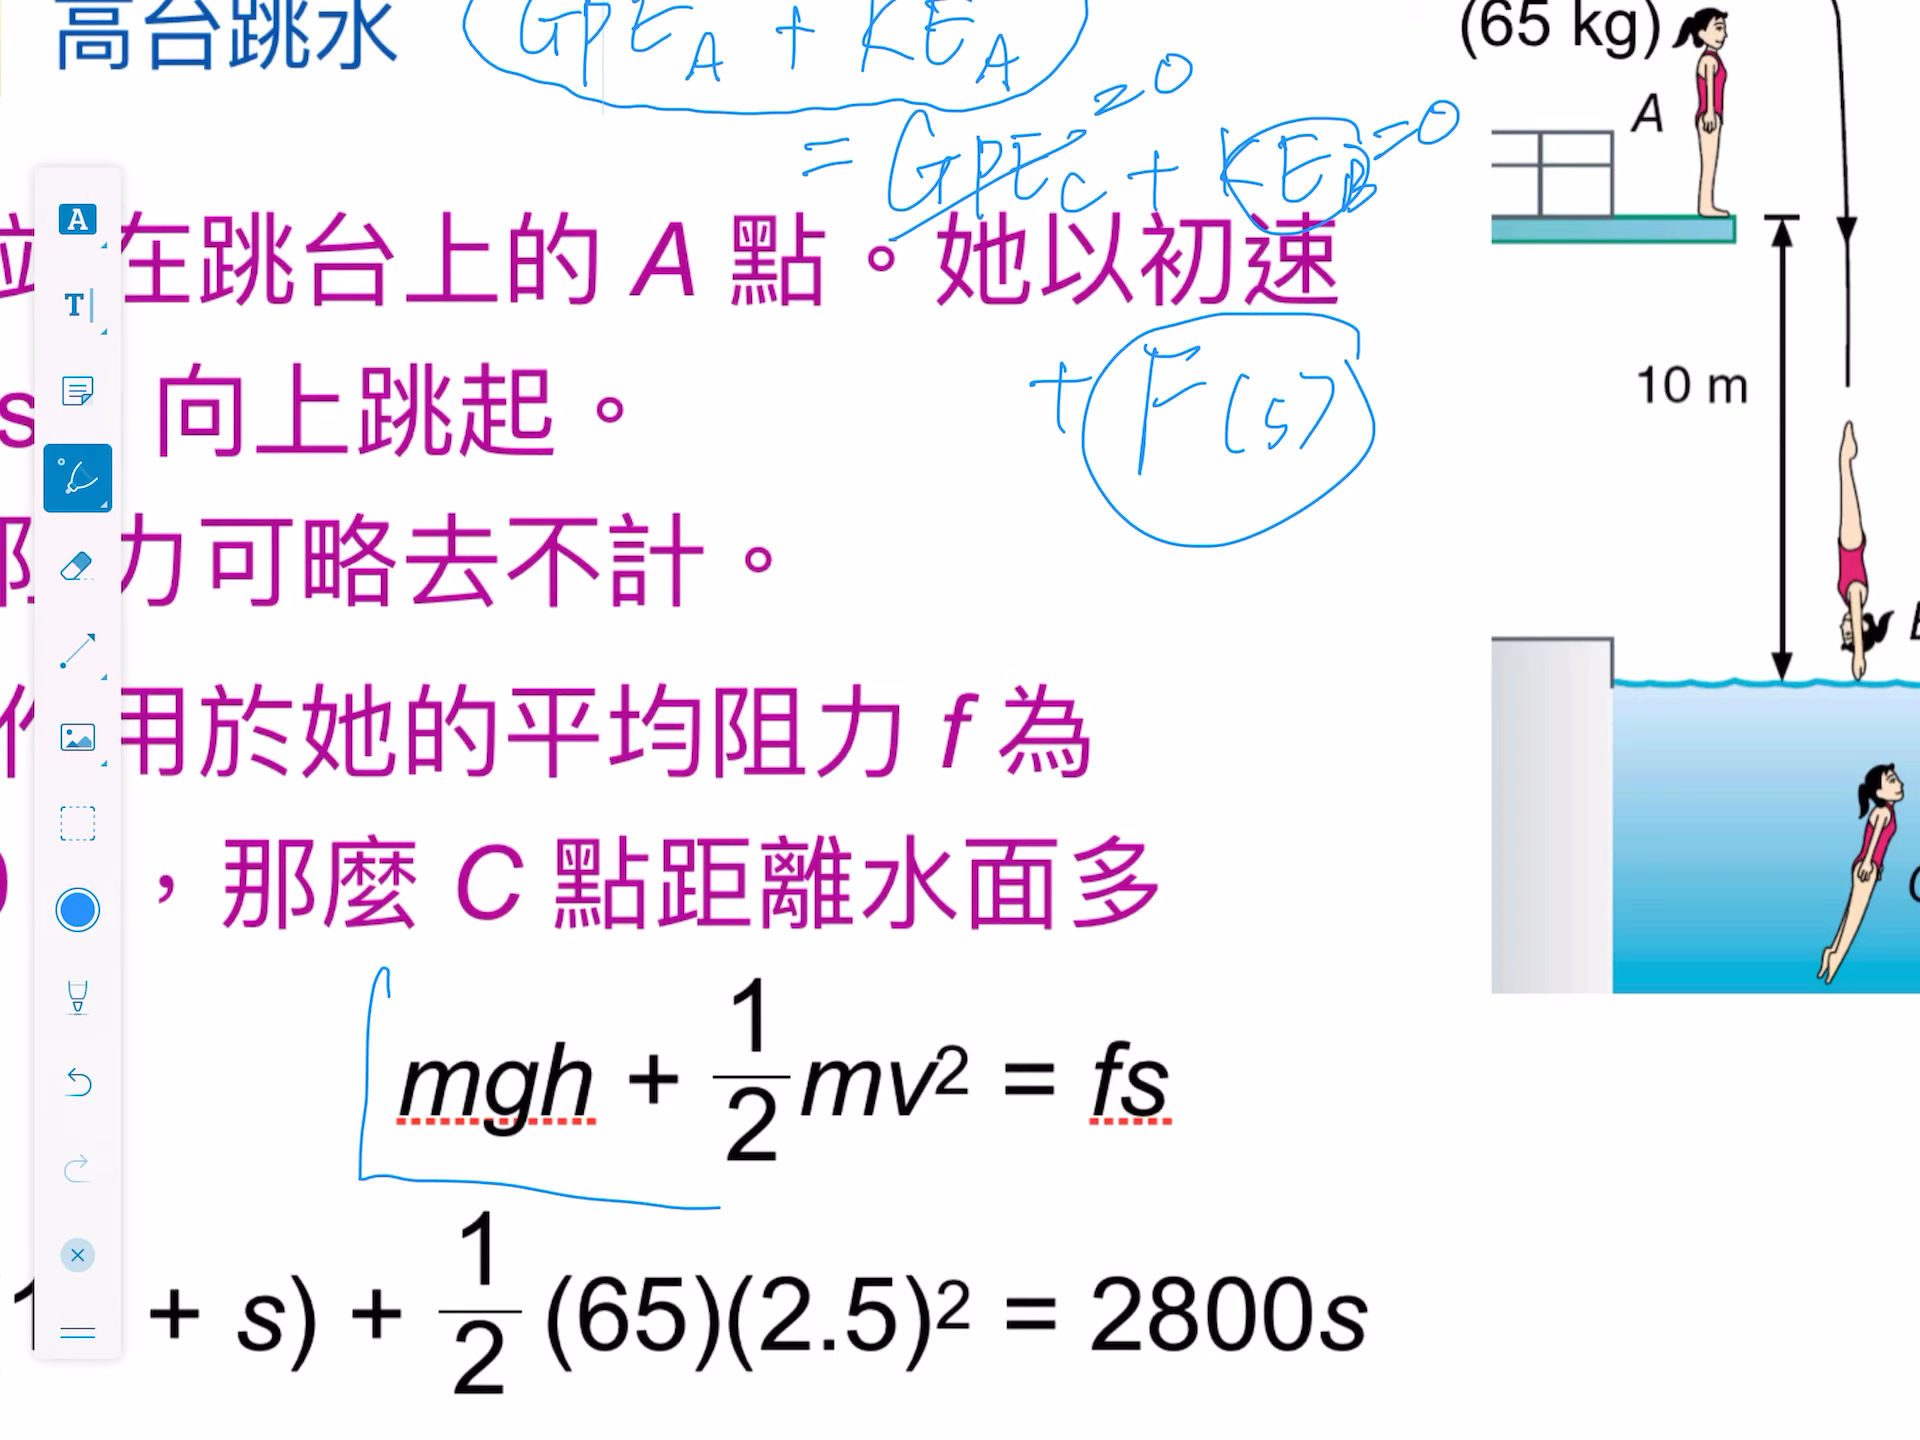 高台跳水
GPE_A + KE_A
= GPE_C = 0 + KE_B = 0
在跳台上的 A 點。她以初速
+ F(s)
s 向上跳起。
力可略去不計。
用於她的平均阻力 f 為
，那麼 C 點距離水面多
mgh + 1/2 mv² = fs
+ s) + 1/2 (65)(2.5)² = 2800s
(65 kg)
A
10 m
A
T